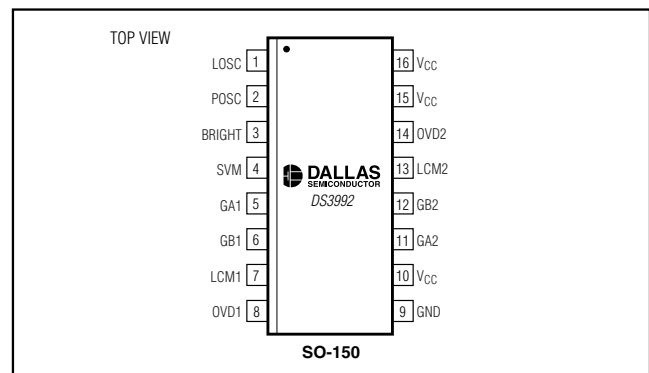 TOP VIEW
LOSC 1
POSC 2
BRIGHT 3
SVM 4
GA1 5
GB1 6
LCM1 7
OVD1 8
DALLAS
SEMICONDUCTOR
DS3992
16 VCC
15 VCC
14 OVD2
13 LCM2
12 GB2
11 GA2
10 VCC
9 GND
SO-150